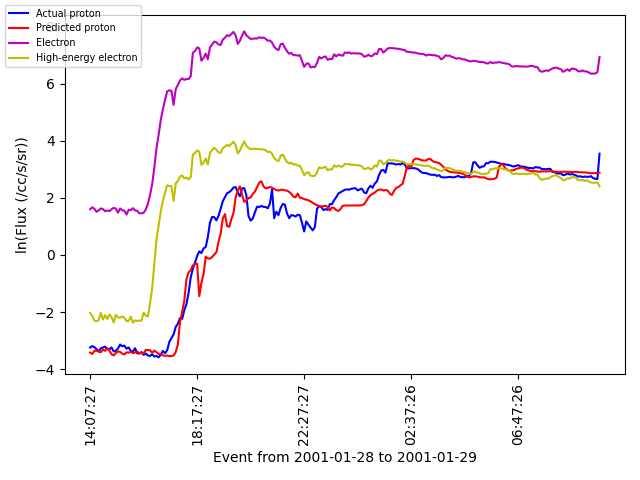 Actual proton
Predicted proton
Electron
High-energy electron
ln(Flux (/cc/s/sr))
6
4
2
0
−2
−4
14:07:27
18:17:27
22:27:27
02:37:26
06:47:26
Event from 2001-01-28 to 2001-01-29